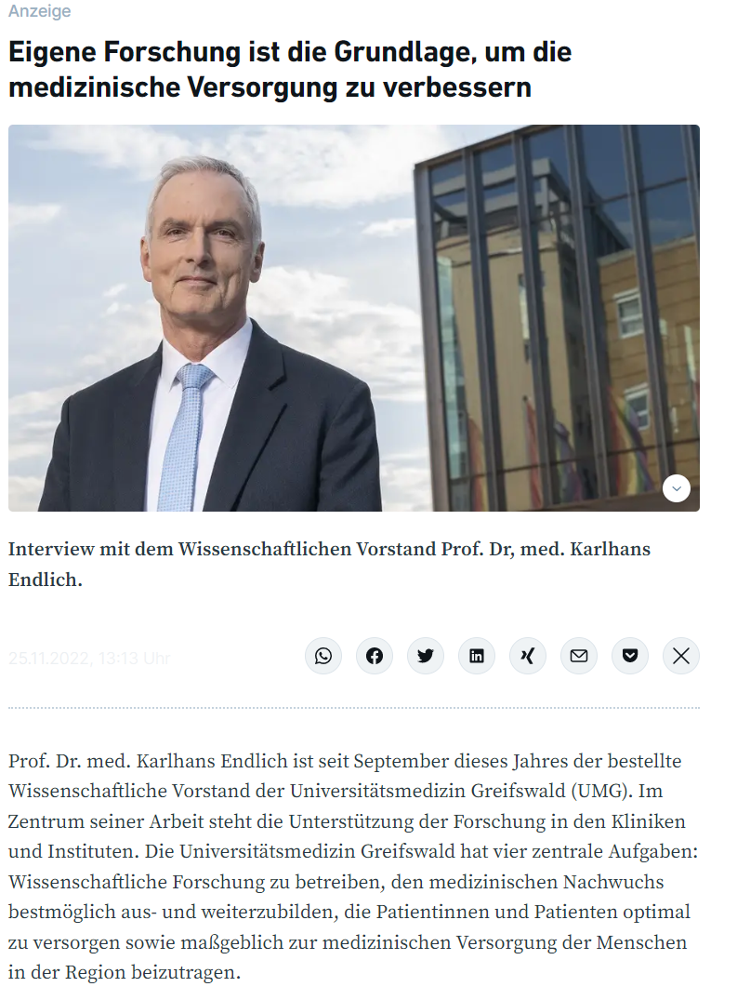 Anzeige
Eigene Forschung ist die Grundlage, um die
medizinische Versorgung zu verbessern
Interview mit dem Wissenschaftlichen Vorstand Prof. Dr, med. Karlhans
Endlich.
25.11.2022, 13:13 Uhr
Prof. Dr. med. Karlhans Endlich ist seit September dieses Jahres der bestellte
Wissenschaftliche Vorstand der Universitätsmedizin Greifswald (UMG). Im
Zentrum seiner Arbeit steht die Unterstützung der Forschung in den Kliniken
und Instituten. Die Universitätsmedizin Greifswald hat vier zentrale Aufgaben:
Wissenschaftliche Forschung zu betreiben, den medizinischen Nachwuchs
bestmöglich aus- und weiterzubilden, die Patientinnen und Patienten optimal
zu versorgen sowie maßgeblich zur medizinischen Versorgung der Menschen
in der Region beizutragen.